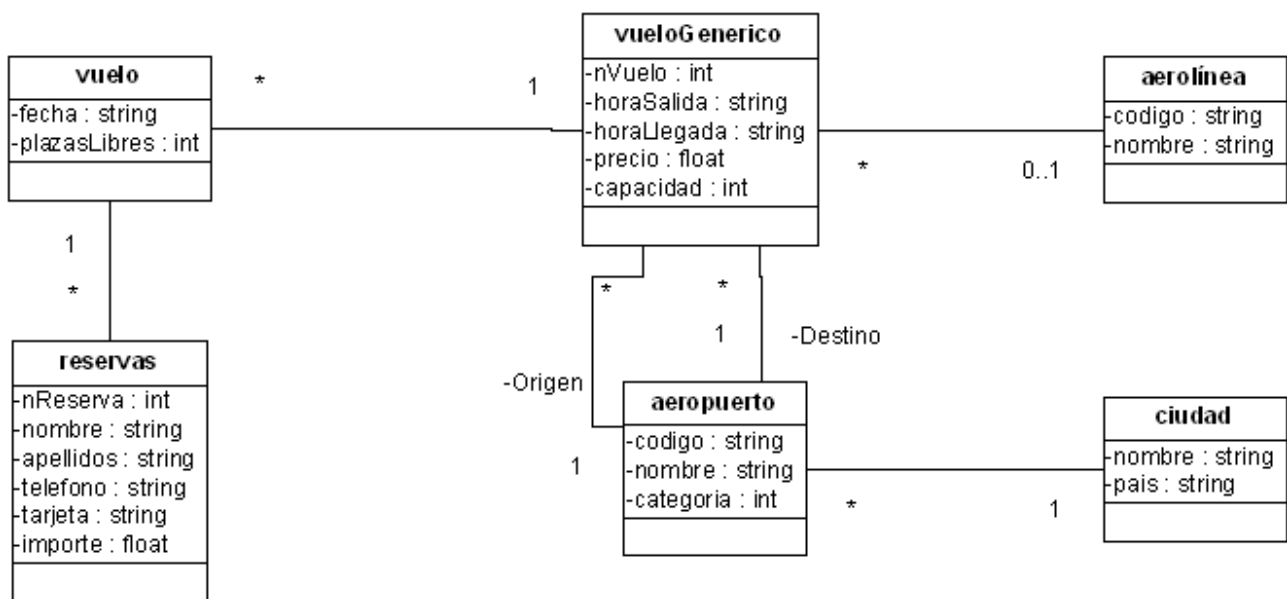 vuelo
-fecha : string
-plazasLibres : int
*
1
vueloGenerico
-nVuelo : int
-horaSalida : string
-horaLlegada : string
-precio : float
-capacidad : int
*
0..1
aerolínea
-codigo : string
-nombre : string
1
*
reservas
-nReserva : int
-nombre : string
-apellidos : string
-telefono : string
-tarjeta : string
-importe : float
*
*
1
-Destino
-Origen
1
aeropuerto
-codigo : string
-nombre : string
-categoria : int
*
1
ciudad
-nombre : string
-pais : string